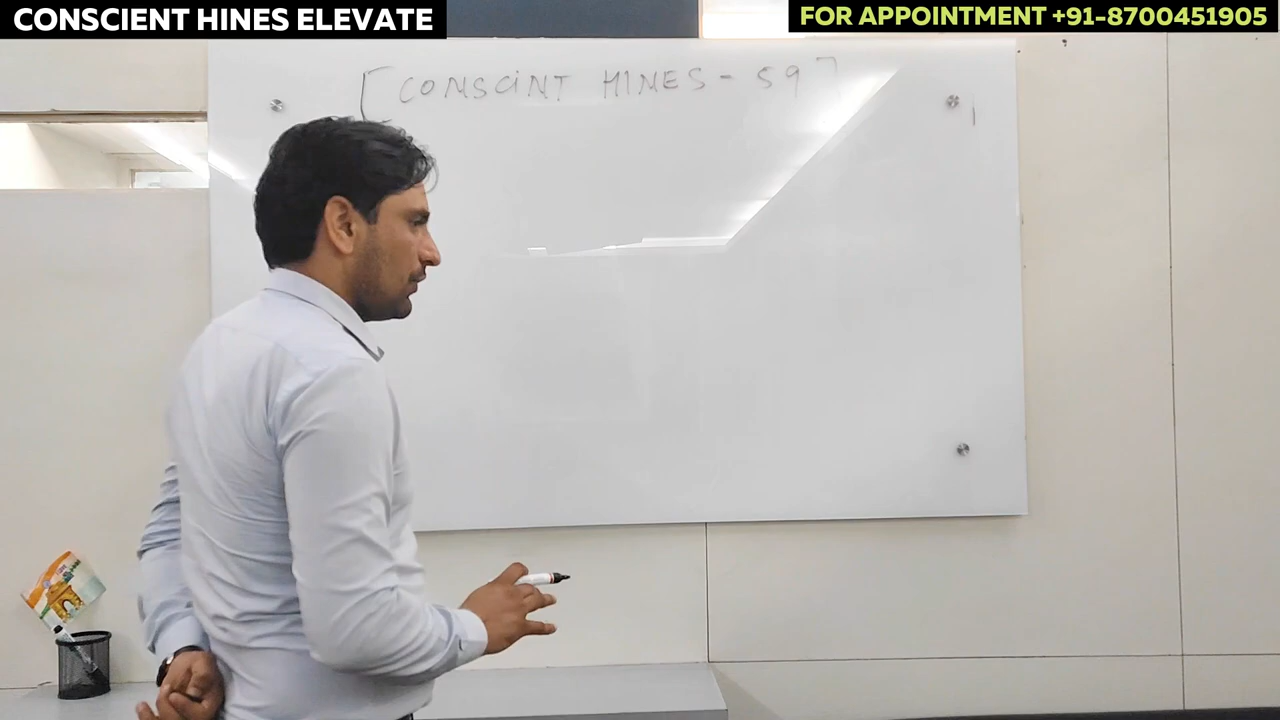 CONSCIENT HINES ELEVATE
FOR APPOINTMENT +91-8700451905
[CONSCINT HINES - 59]